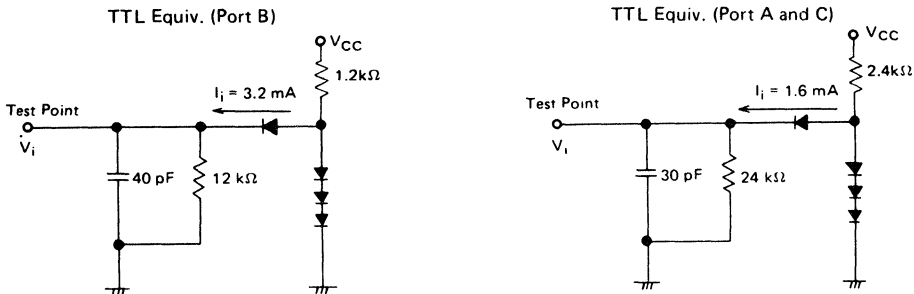 TTL Equiv. (Port B)
VCC
1.2kΩ
Ii = 3.2 mA
Test Point
Vi
40 pF
12 kΩ
TTL Equiv. (Port A and C)
VCC
2.4kΩ
Ii = 1.6 mA
Test Point
Vı
30 pF
24 kΩ